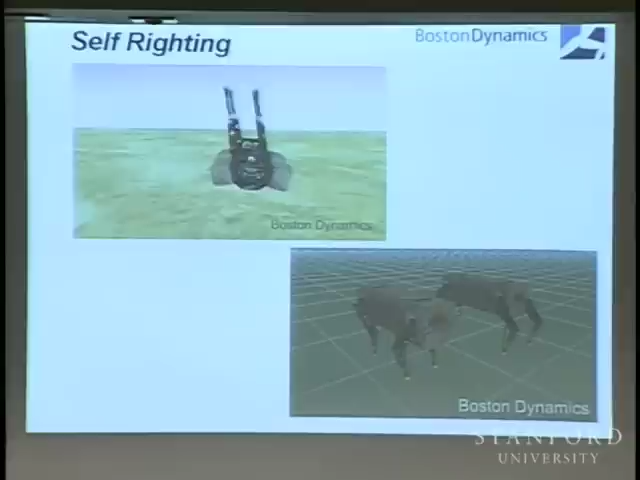 Self Righting
BostonDynamics
Boston Dynamics
Boston Dynamics
STANFORD
UNIVERSITY